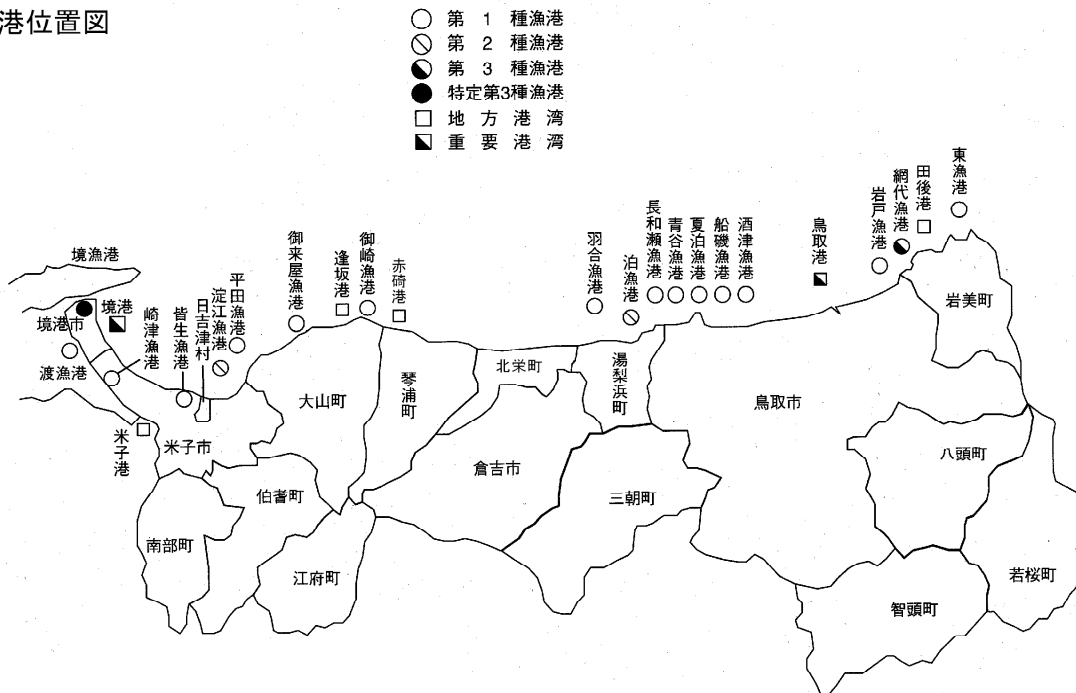 港位置図
第1種漁港
第2種漁港
第3種漁港
特定第3種漁港
地方港湾
重要港湾
東漁港
田後港
網代漁港
岩戸漁港
鳥取港
酒津漁港
船磯漁港
夏泊漁港
青谷漁港
長和瀬漁港
泊漁港
羽合漁港
赤碕港
御崎漁港
逢坂港
御来屋漁港
平田漁港
淀江漁港
日吉津村
皆生漁港
崎津漁港
境港
境漁港
境港市
渡漁港
米子港
米子市
大山町
琴浦町
北栄町
湯梨浜町
鳥取市
岩美町
八頭町
倉吉市
三朝町
伯耆町
南部町
江府町
智頭町
若桜町